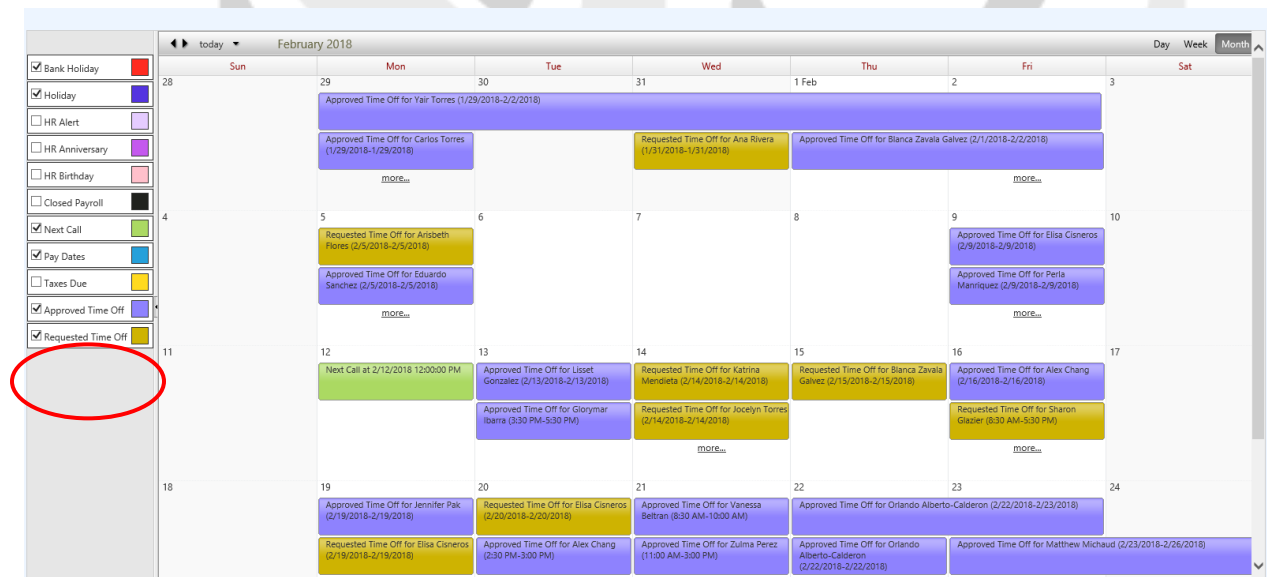 today
February 2018
Day Week Month
Bank Holiday
Holiday
HR Alert
HR Anniversary
HR Birthday
Closed Payroll
Next Call
Pay Dates
Taxes Due
Approved Time Off
Requested Time Off
Sun Mon Tue Wed Thu Fri Sat
28 29 30 31 1 Feb 2 3
Approved Time Off for Yair Torres (1/29/2018-2/2/2018)
Approved Time Off for Carlos Torres
(1/29/2018-1/29/2018)
Requested Time Off for Ana Rivera
(1/31/2018-1/31/2018)
Approved Time Off for Blanca Zavala Galvez (2/1/2018-2/2/2018)
more...
more...
4 5 6 7 8 9 10
Requested Time Off for Arisbeth
Flores (2/5/2018-2/5/2018)
Approved Time Off for Elisa Cisneros
(2/9/2018-2/9/2018)
Approved Time Off for Eduardo
Sanchez (2/5/2018-2/5/2018)
Approved Time Off for Perla
Manriquez (2/9/2018-2/9/2018)
more...
more...
11 12 13 14 15 16 17
Next Call at 2/12/2018 12:00:00 PM
Approved Time Off for Lisset
Gonzalez (2/13/2018-2/13/2018)
Requested Time Off for Katrina
Mendieta (2/14/2018-2/14/2018)
Requested Time Off for Blanca Zavala
Galvez (2/15/2018-2/15/2018)
Approved Time Off for Alex Chang
(2/16/2018-2/16/2018)
Approved Time Off for Glorymar
Ibarra (3:30 PM-5:30 PM)
Requested Time Off for Jocelyn Torres
(2/14/2018-2/14/2018)
Requested Time Off for Sharon
Glazier (8:30 AM-5:30 PM)
more...
more...
18 19 20 21 22 23 24
Approved Time Off for Jennifer Pak
(2/19/2018-2/19/2018)
Requested Time Off for Elisa Cisneros
(2/20/2018-2/20/2018)
Approved Time Off for Vanessa
Beltran (8:30 AM-10:00 AM)
Approved Time Off for Orlando Alberto-Calderon (2/22/2018-2/23/2018)
Requested Time Off for Elisa Cisneros
(2/19/2018-2/19/2018)
Approved Time Off for Alex Chang
(2:30 PM-3:00 PM)
Approved Time Off for Zulma Perez
(11:00 AM-3:00 PM)
Approved Time Off for Orlando
Alberto-Calderon
(2/22/2018-2/22/2018)
Approved Time Off for Matthew Michaud (2/23/2018-2/26/2018)